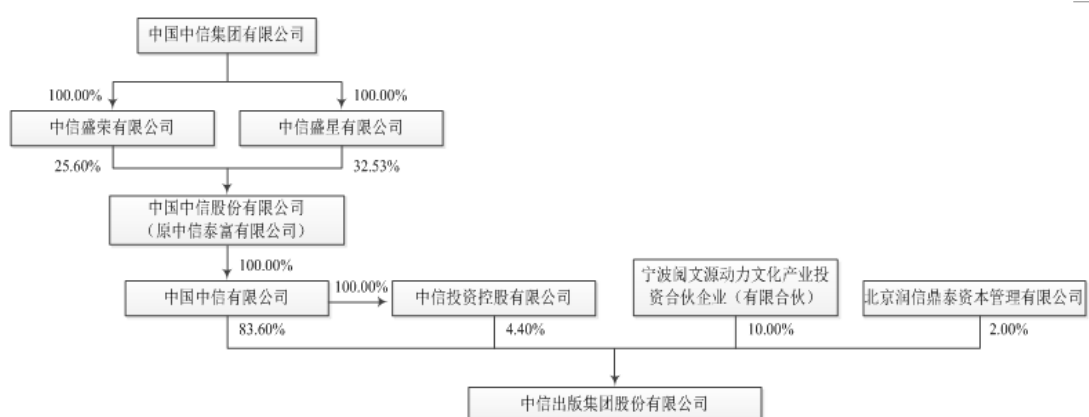 中国中信集团有限公司
100.00%
100.00%
中信盛荣有限公司
中信盛星有限公司
25.60%
32.53%
中国中信股份有限公司
（原中信泰富有限公司）
100.00%
中国中信有限公司
100.00%
中信投资控股有限公司
宁波阅文源动力文化产业投
资合伙企业（有限合伙）
北京润信鼎泰资本管理有限公司
83.60%
4.40%
10.00%
2.00%
中信出版集团股份有限公司